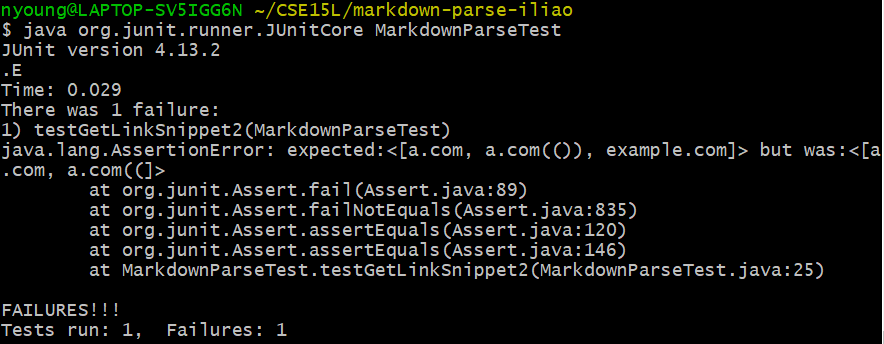 nyoung@LAPTOP-SV5IGG6N ~/CSE15L/markdown-parse-iliao
$ java org.junit.runner.JUnitCore MarkdownParseTest
JUnit version 4.13.2
.E
Time: 0.029
There was 1 failure:
1) testGetLinkSnippet2(MarkdownParseTest)
java.lang.AssertionError: expected:<[a.com, a.com(()), example.com]> but was:<[a
.com, a.com((]>
        at org.junit.Assert.fail(Assert.java:89)
        at org.junit.Assert.failNotEquals(Assert.java:835)
        at org.junit.Assert.assertEquals(Assert.java:120)
        at org.junit.Assert.assertEquals(Assert.java:146)
        at MarkdownParseTest.testGetLinkSnippet2(MarkdownParseTest.java:25)

FAILURES!!!
Tests run: 1,  Failures: 1